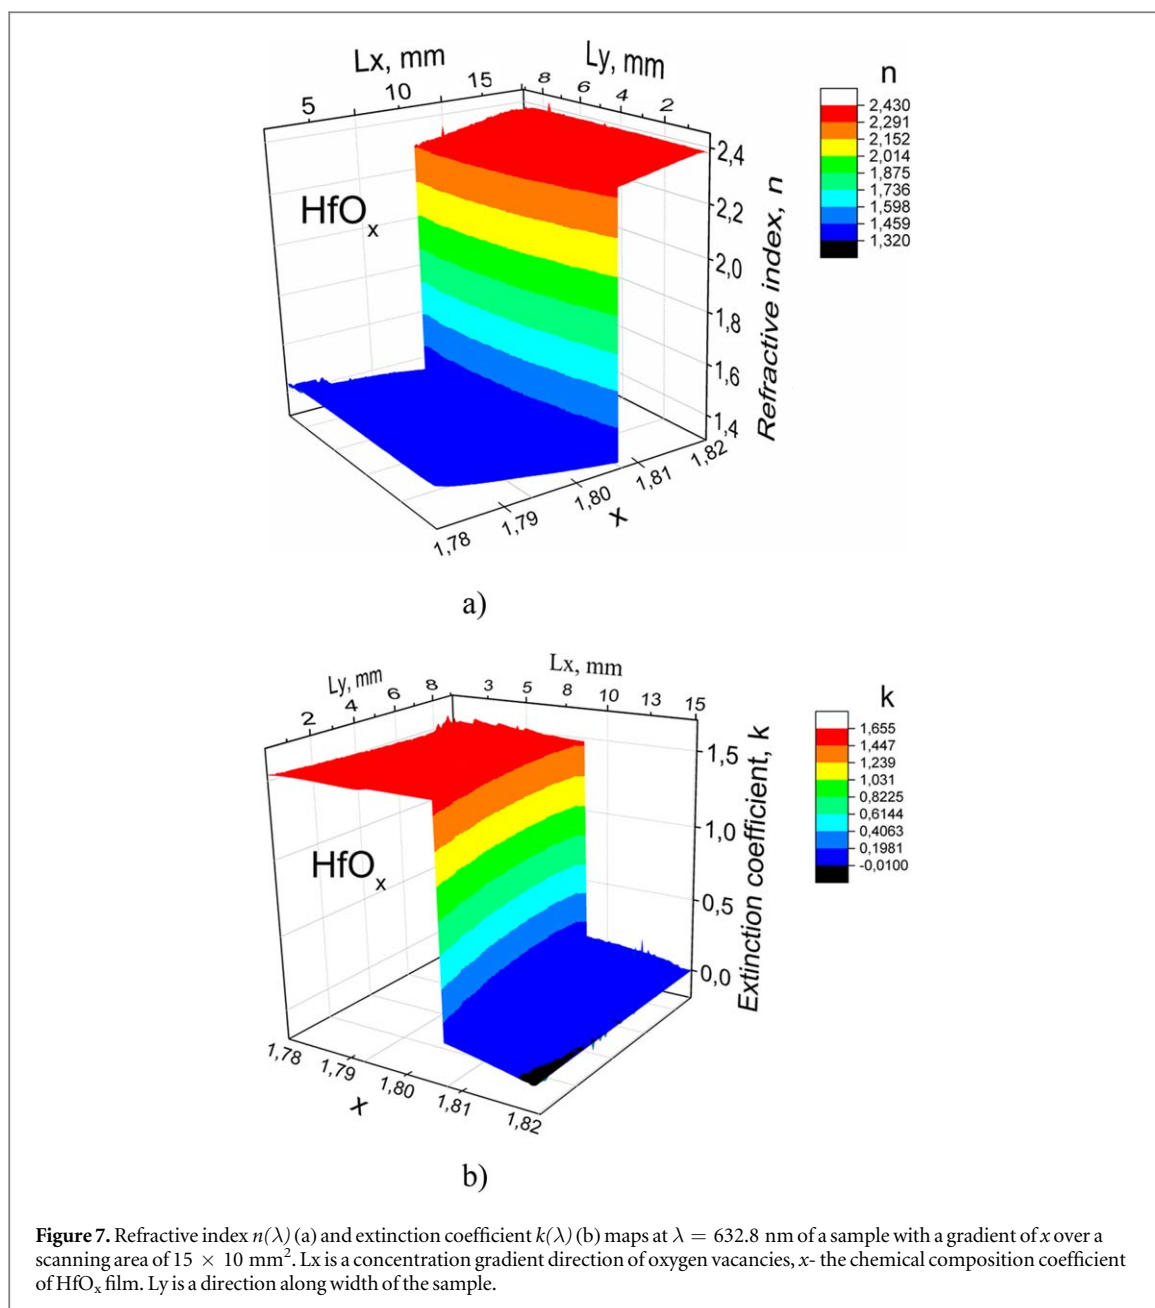 Lx, mm
5 10 15
Ly, mm
8 6 4 2
n
2,430
2,291
2,152
2,014
1,875
1,736
1,598
1,459
1,320
HfOx
2,4
2,2
2,0
1,8
1,6
1,4
Refractive index, n
1,78 1,79 1,80 1,81 1,82
x
a)
Ly, mm
2 4 6 8
Lx, mm
3 5 8 10 13 15
k
1,655
1,447
1,239
1,031
0,8225
0,6144
0,4063
0,1981
-0,0100
HfOx
1,5
1,0
0,5
0,0
Extinction coefficient, k
1,78 1,79 1,80 1,81 1,82
x
b)
Figure 7. Refractive index n(λ) (a) and extinction coefficient k(λ) (b) maps at λ = 632.8 nm of a sample with a gradient of x over a
scanning area of 15 × 10 mm². Lx is a concentration gradient direction of oxygen vacancies, x- the chemical composition coefficient
of HfOx film. Ly is a direction along width of the sample.